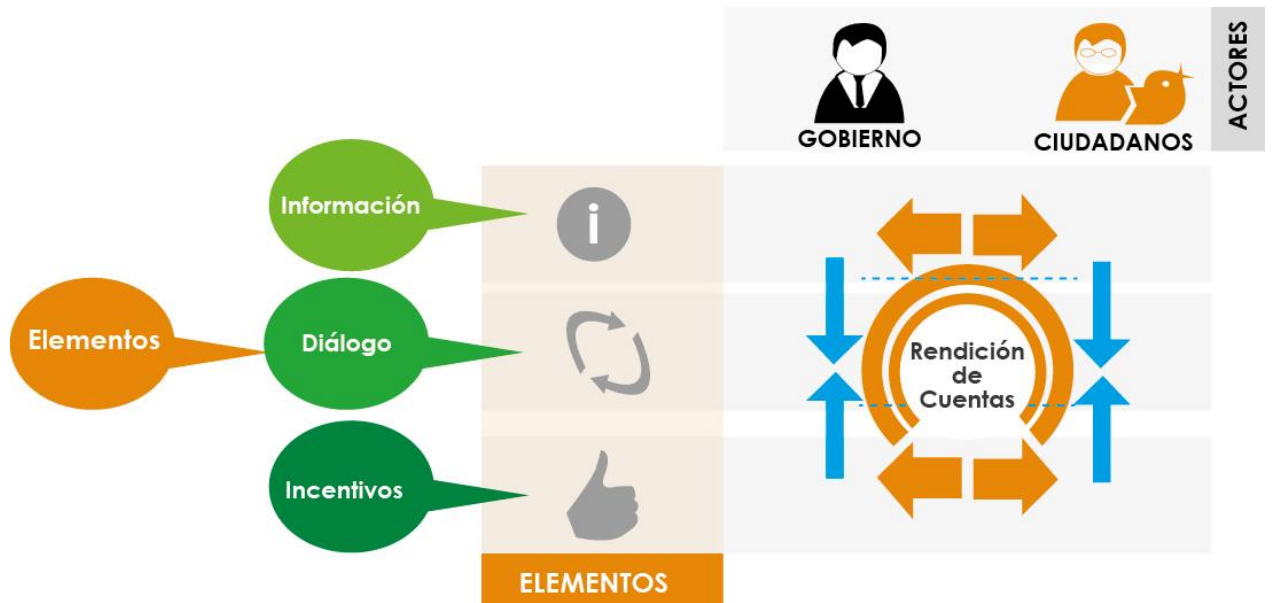 ACTORES
GOBIERNO
CIUDADANOS
Información
i
Elementos
Diálogo
Rendición
de
Cuentas
Incentivos
ELEMENTOS